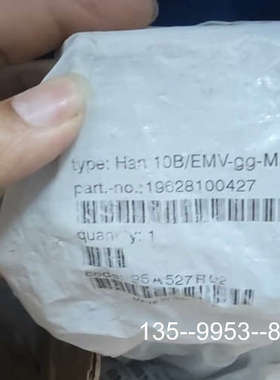 type: Han 10B/EMV-gg-M
part.-no.:19628100427
quantity: 1
135--9953--8